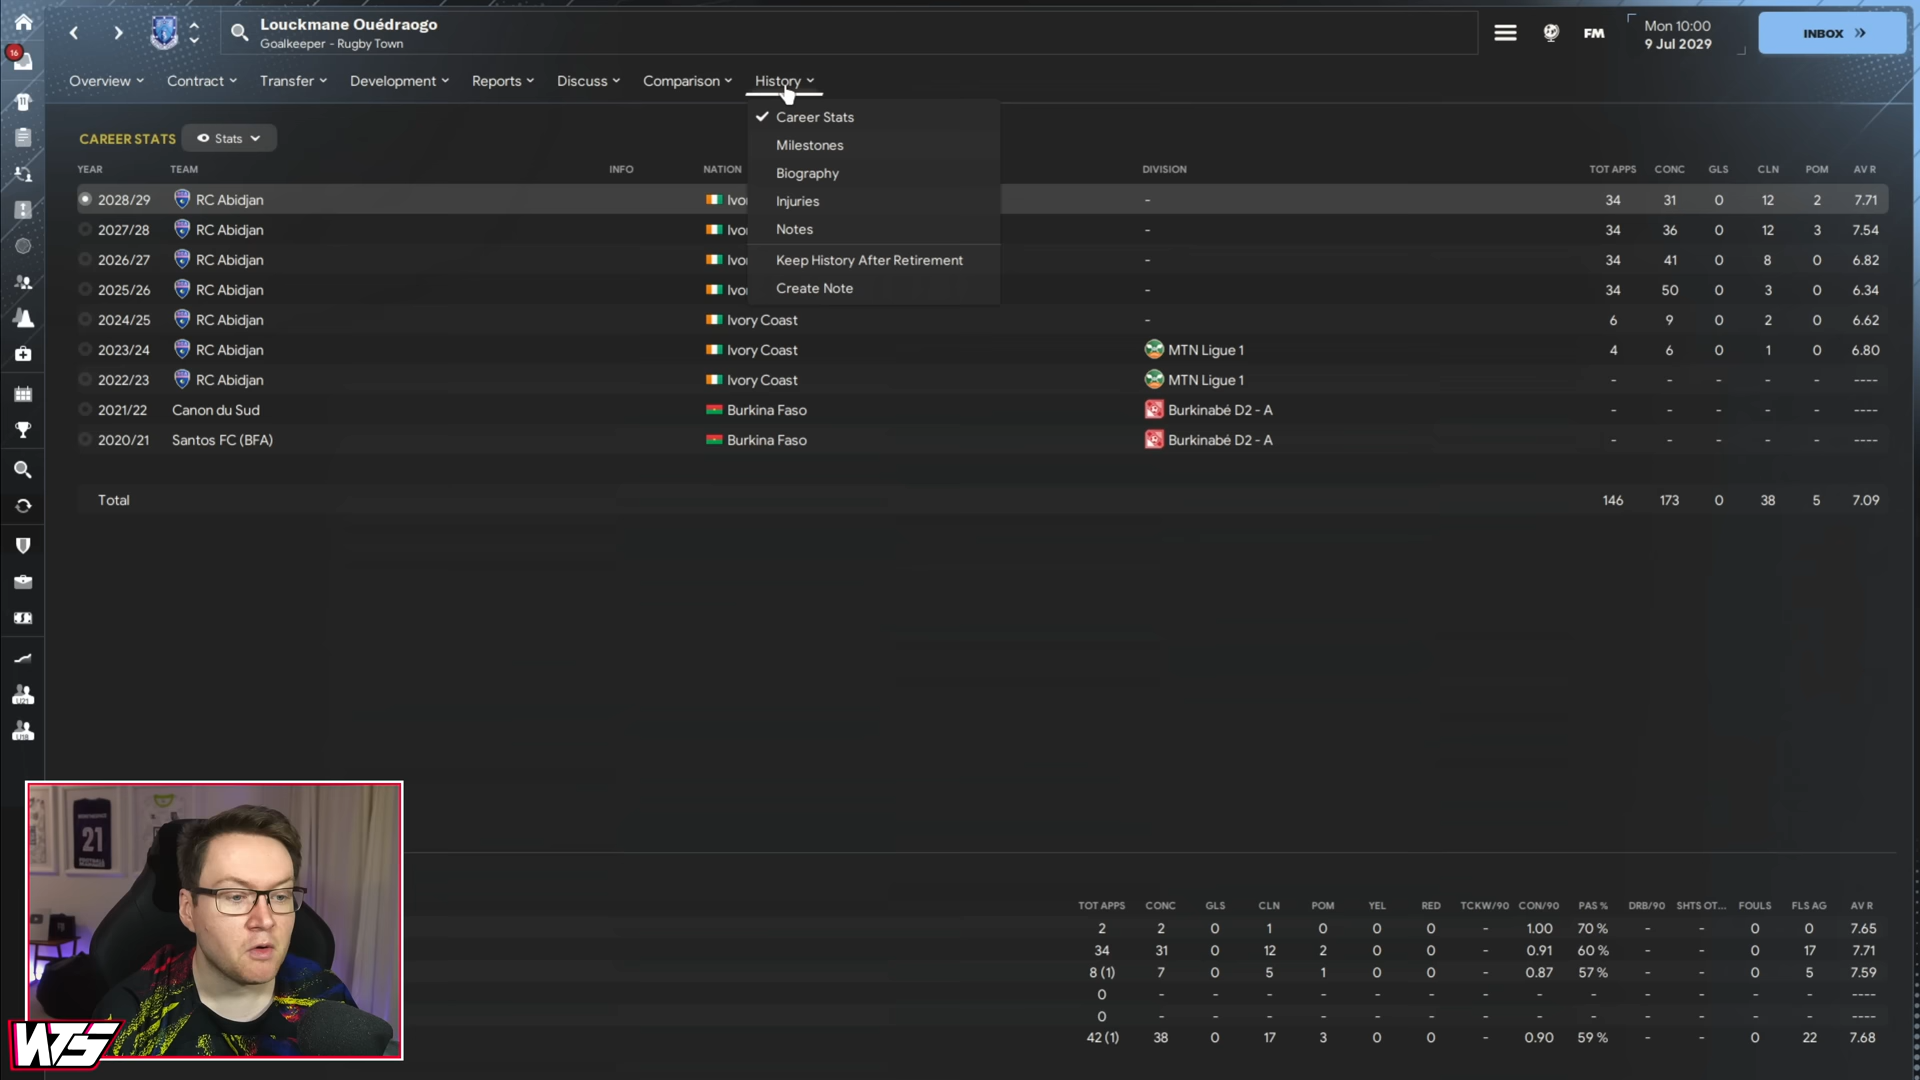 Louckmane Ouédraogo
Goalkeeper - Rugby Town
FM
Mon 10:00
9 Jul 2029
INBOX
16
Overview Contract Transfer Development Reports Discuss Comparison History
Career Stats
Milestones
Biography
Injuries
Notes
Keep History After Retirement
Create Note
CAREER STATS Stats
YEAR TEAM INFO NATION DIVISION TOT APPS CONC GLS CLN POM AV R
2028/29 RC Abidjan Ivo - 34 31 0 12 2 7.71
2027/28 RC Abidjan Ivo - 34 36 0 12 3 7.54
2026/27 RC Abidjan Ivo - 34 41 0 8 0 6.82
2025/26 RC Abidjan Ivo - 34 50 0 3 0 6.34
2024/25 RC Abidjan Ivory Coast - 6 9 0 2 0 6.62
2023/24 RC Abidjan Ivory Coast MTN Ligue 1 4 6 0 1 0 6.80
2022/23 RC Abidjan Ivory Coast MTN Ligue 1 - - - - - ----
2021/22 Canon du Sud Burkina Faso Burkinabé D2 - A - - - - - ----
2020/21 Santos FC (BFA) Burkina Faso Burkinabé D2 - A - - - - - ----
Total 146 173 0 38 5 7.09
TOT APPS CONC GLS CLN POM YEL RED TCKW/90 CON/90 PAS % DRB/90 SHTS OT... FOULS FLS AG AV R
2 2 0 1 0 0 0 - 1.00 70 % - - 0 0 7.65
34 31 0 12 2 0 0 - 0.91 60 % - - 0 17 7.71
8 (1) 7 0 5 1 0 0 - 0.87 57 % - - 0 5 7.59
0 - - - - - - - - - - - - - ----
0 - - - - - - - - - - - - - ----
42 (1) 38 0 17 3 0 0 - 0.90 59 % - - 0 22 7.68
U21
U18
21
WTS